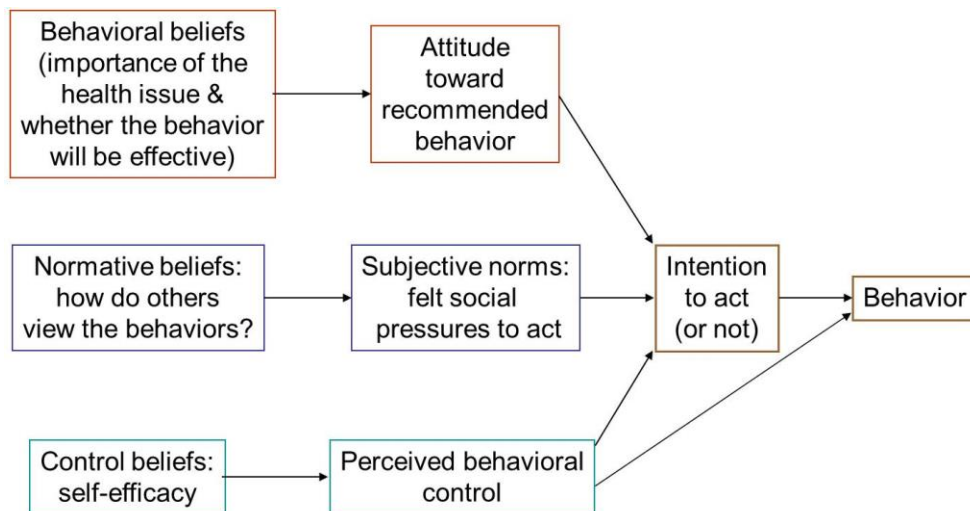 Behavioral beliefs
(importance of the
health issue &
whether the behavior
will be effective)
Attitude
toward
recommended
behavior
Normative beliefs:
how do others
view the behaviors?
Subjective norms:
felt social
pressures to act
Intention
to act
(or not)
Behavior
Control beliefs:
self-efficacy
Perceived behavioral
control